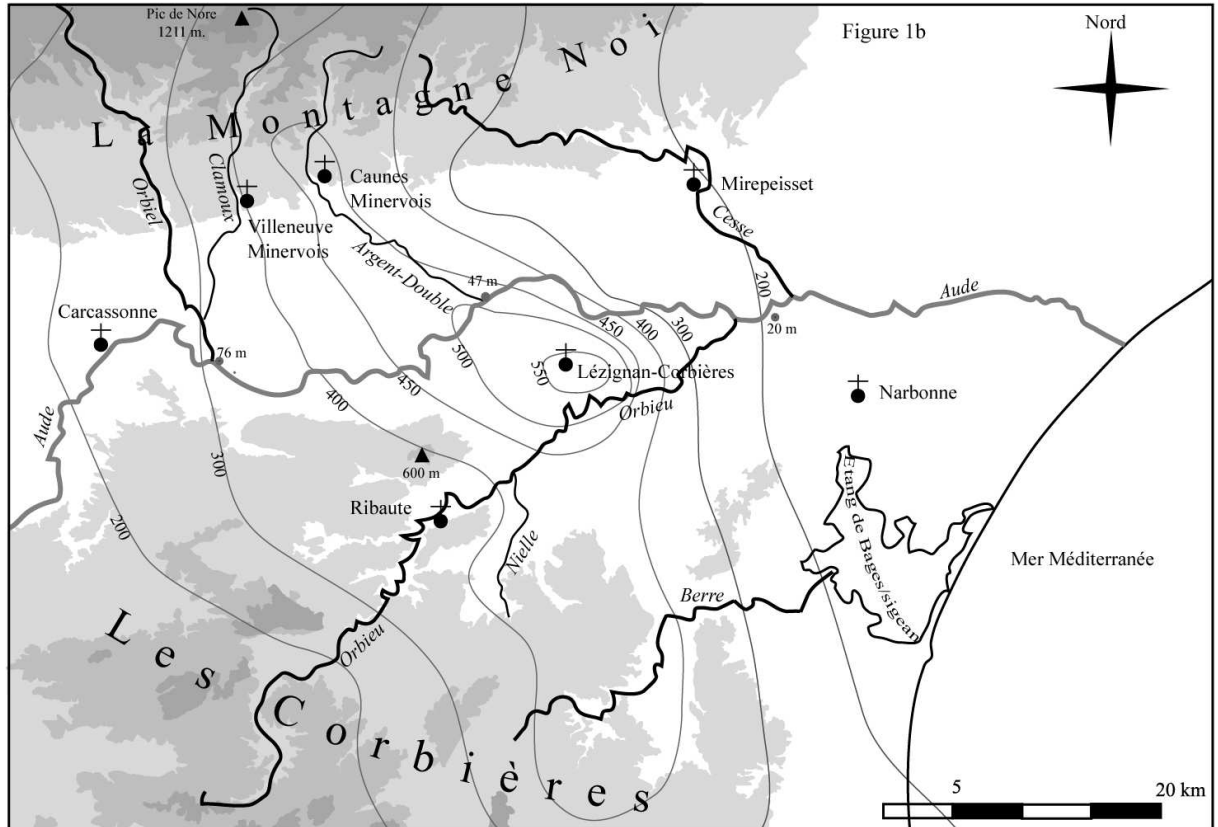 Pic de Nore
1211 m.
Figure 1b
Nord
La Montagne Noi
Orbiel
Clamoux
Caunes
Minervois
Villeneuve
Minervois
Argent-Double
Mirepeisset
Cesse
47 m
200
Aude
Carcassonne
76 m
450
400
300
20 m
500
550
Lézignan-Corbières
Orbieu
Narbonne
450
400
Aude
300
600 m
Ribaute
200
Nielle
Etang de Bages/sigean
Mer Méditerranée
Berre
Orbieu
Les Corbières
5
20 km